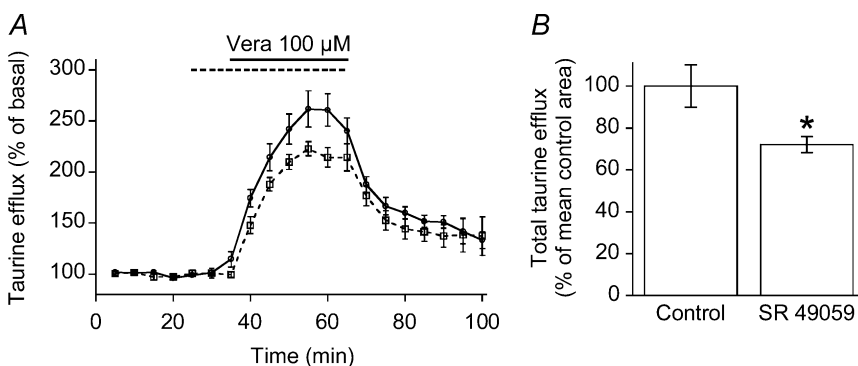 A
Vera 100 µM
Taurine efflux (% of basal)
300
250
200
150
100
0
20
40
60
80
100
Time (min)
B
Total taurine efflux
(% of mean control area)
100
80
60
40
20
0
*
Control
SR 49059